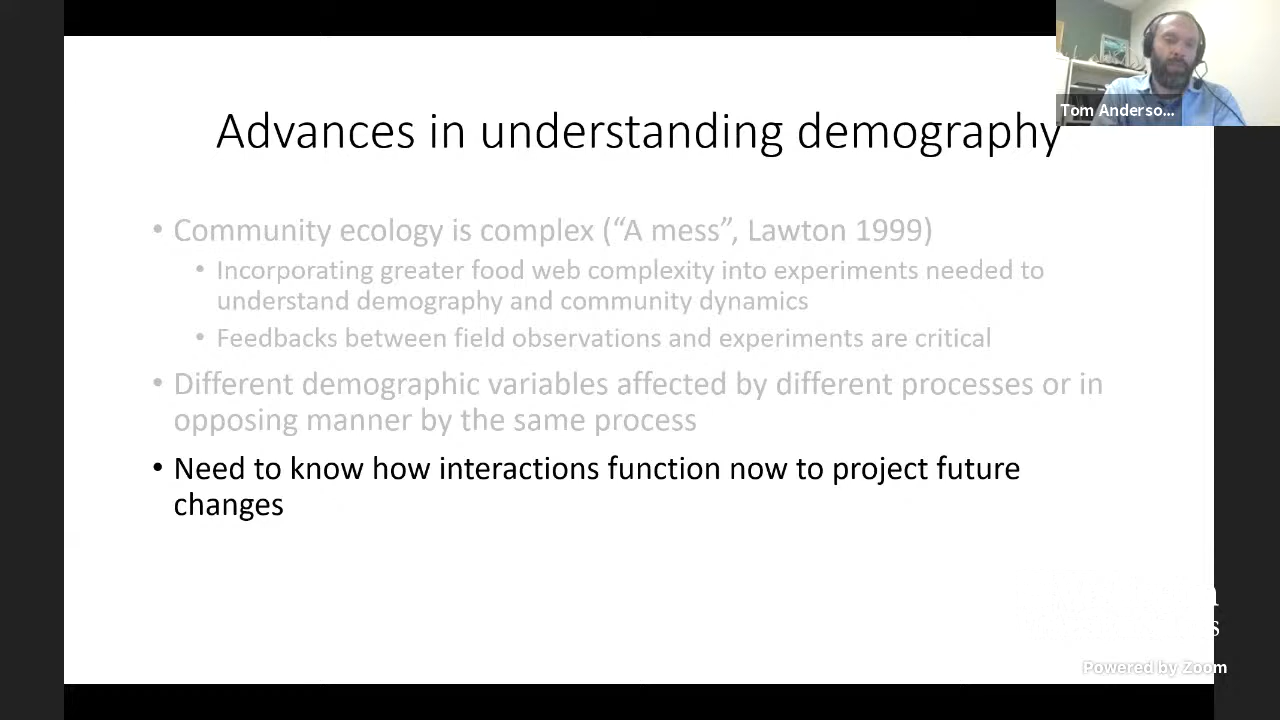 Advances in understanding demography
Tom Anderso...
• Community ecology is complex (“A mess”, Lawton 1999)
• Incorporating greater food web complexity into experiments needed to
understand demography and community dynamics
• Feedbacks between field observations and experiments are critical
• Different demographic variables affected by different processes or in
opposing manner by the same process
• Need to know how interactions function now to project future
changes
Powered by Zoom